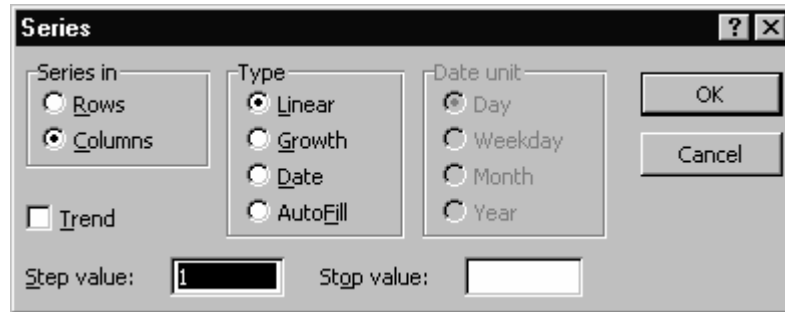 Series
Series in
Rows
Columns
Trend
Type
Linear
Growth
Date
AutoFill
Date unit
Day
Weekday
Month
Year
OK
Cancel
Step value: 1
Stop value: